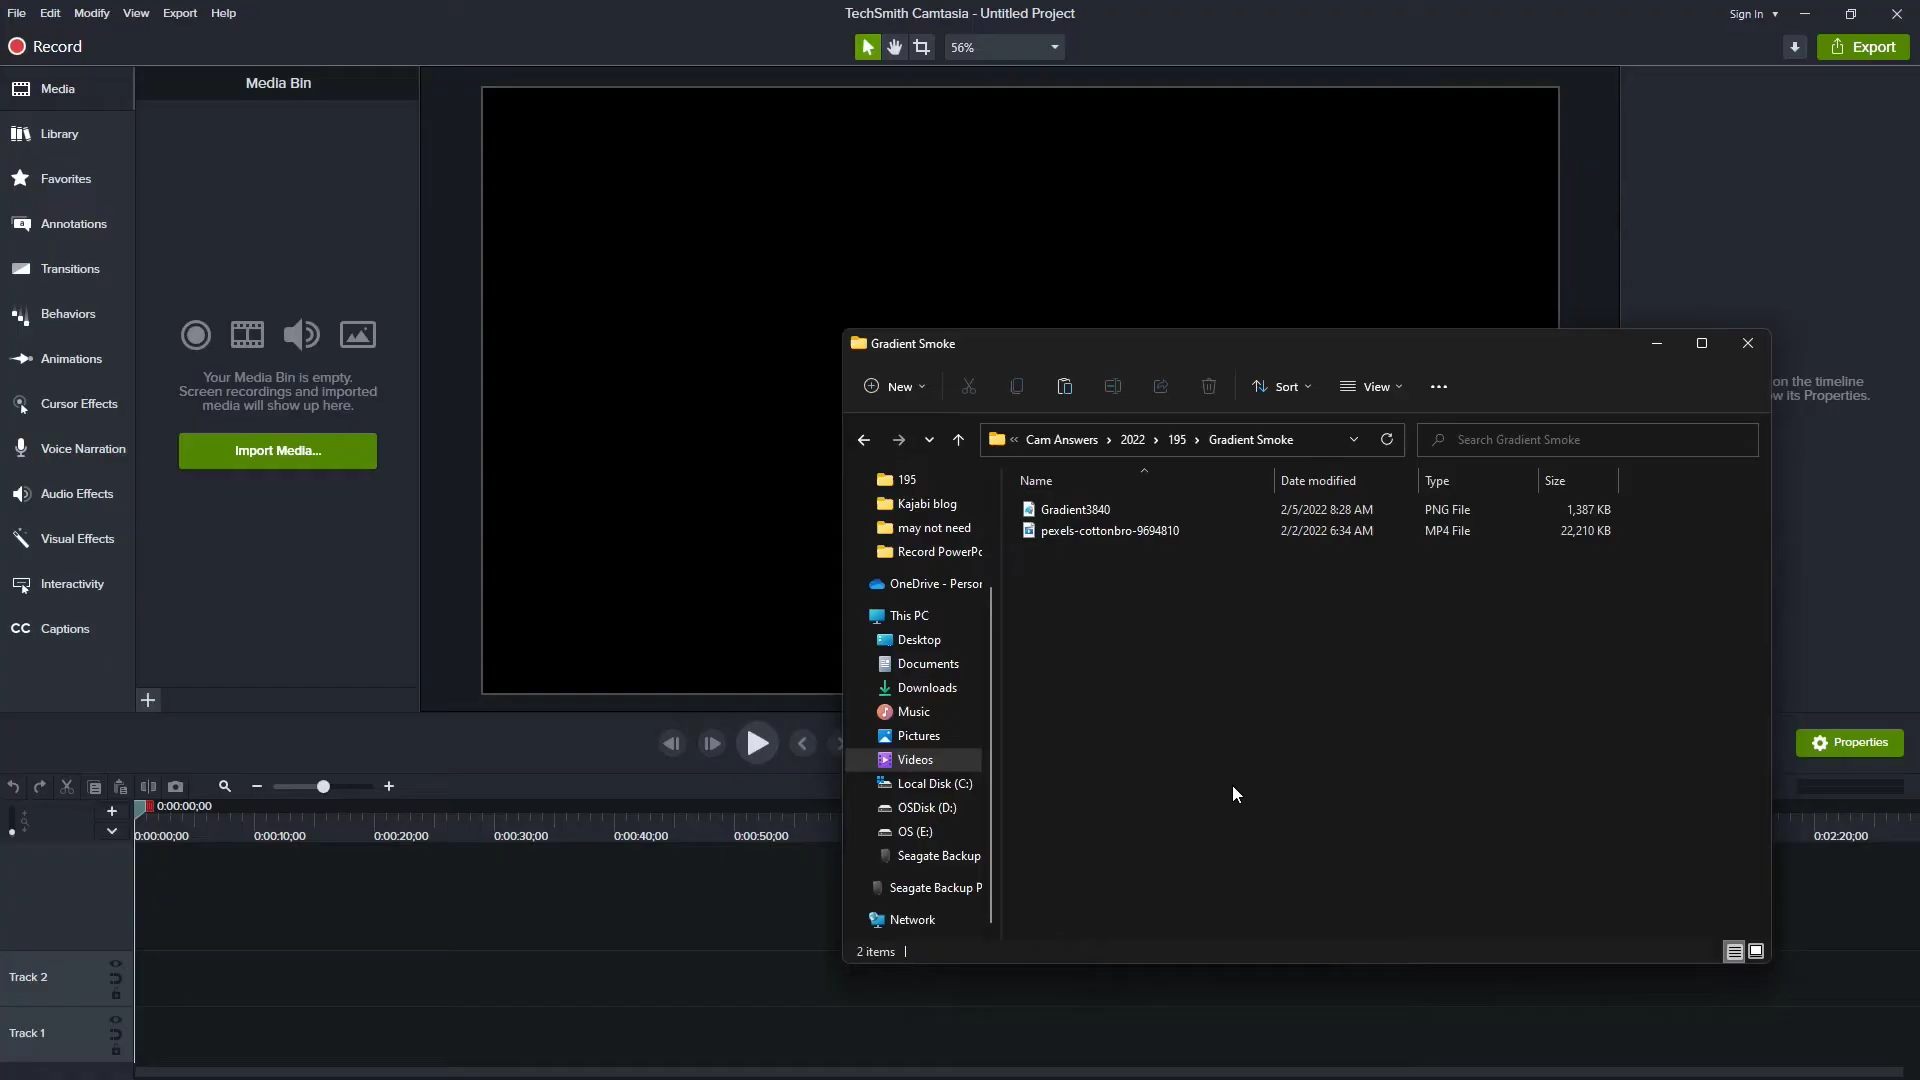 File Edit Modify View Export Help
TechSmith Camtasia - Untitled Project
Sign In
Record
56%
Export
Media
Library
Favorites
Annotations
Transitions
Behaviors
Animations
Cursor Effects
Voice Narration
Audio Effects
Visual Effects
Interactivity
CC Captions
Media Bin
Your Media Bin is empty.
Screen recordings and imported
media will show up here.
Import Media...
on the timeline
w its Properties.
Properties
Gradient Smoke
New
Sort
View
Cam Answers
2022
195
Gradient Smoke
Search Gradient Smoke
195
Kajabi blog
may not need
Record PowerPo
OneDrive - Person
This PC
Desktop
Documents
Downloads
Music
Pictures
Videos
Local Disk (C:)
OSDisk (D:)
OS (E:)
Seagate Backup
Seagate Backup P
Network
Name Date modified Type Size
Gradient3840 2/5/2022 8:28 AM PNG File 1,387 KB
pexels-cottonbro-9694810 2/2/2022 6:34 AM MP4 File 22,210 KB
2 items
0:00:00;00
0:00:00;00 0:00:10;00 0:00:20;00 0:00:30;00 0:00:40;00 0:00:50;00 0:02:20;00
Track 2
Track 1